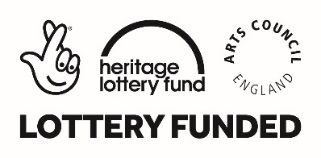 heritage
lottery fund
ARTS COUNCIL
ENGLAND
LOTTERY FUNDED